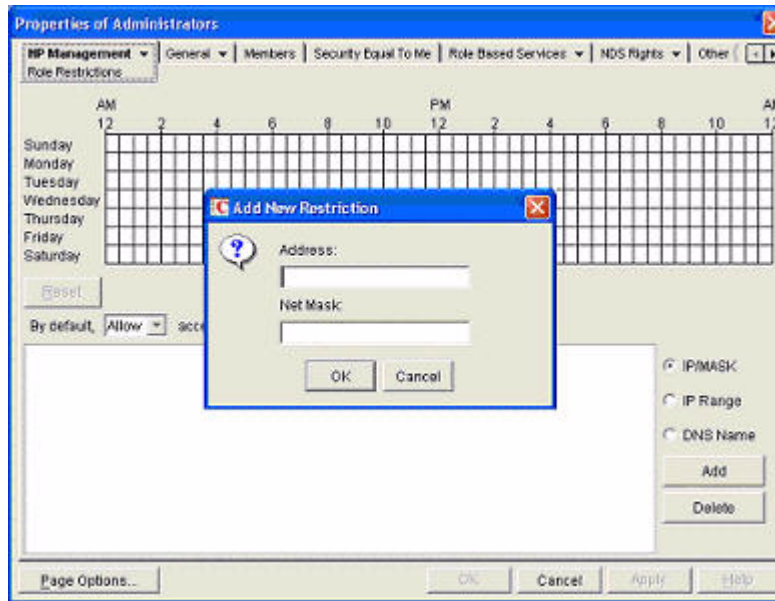 Properties of Administrators
HP Management General Members Security Equal To Me Role Based Services NDS Rights Other
Role Restrictions
AM PM A
12 2 4 6 8 10 12 2 4 6 8 10 1
Sunday
Monday
Tuesday
Wednesday
Thursday
Friday
Saturday
Add New Restriction
Address:
Net Mask:
OK Cancel
Reset
By default, Allow acce
IP/MASK
IP Range
DNS Name
Add
Delete
Page Options... OK Cancel Apply Help